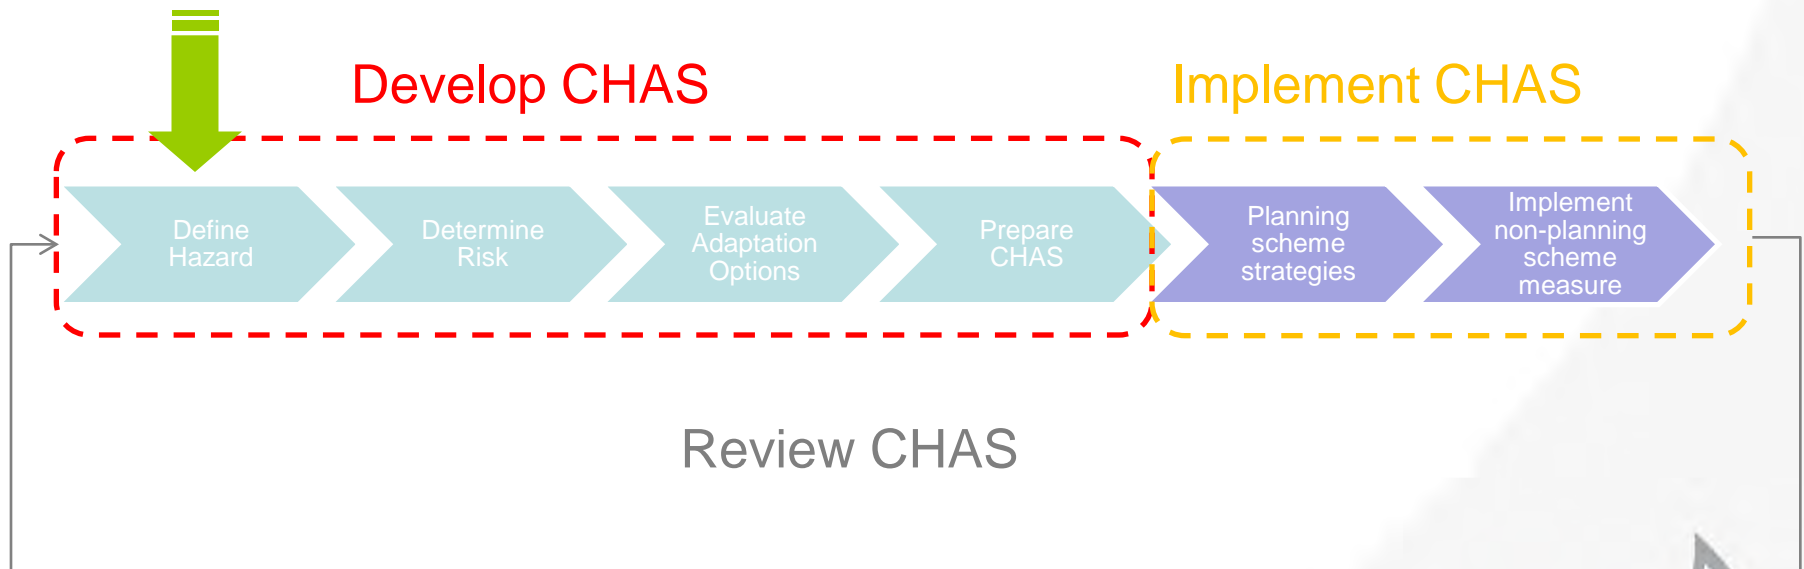 Develop CHAS
Implement CHAS
Define
Hazard
Determine
Risk
Evaluate
Adaptation
Options
Prepare
CHAS
Planning
scheme
strategies
Implement
non-planning
scheme
measure
Review CHAS